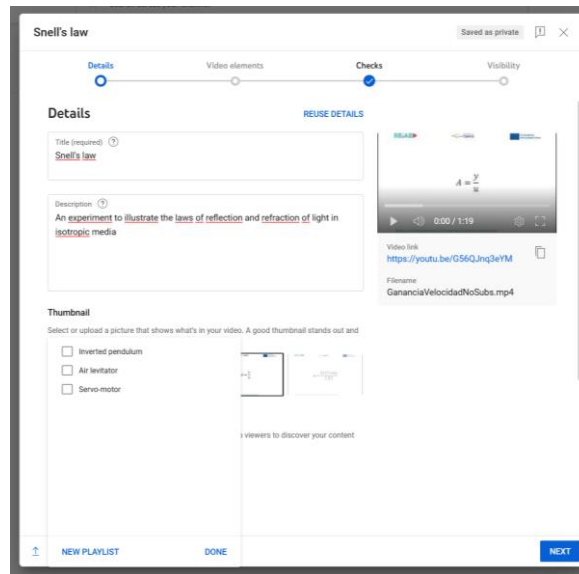 Snell's law
Saved as private
Details
Video elements
Checks
Visibility
Details
REUSE DETAILS
Title (required)
Snell's law
Description
An experiment to illustrate the laws of reflection and refraction of light in
isotropic media
A = y/u
0:00 / 1:19
Video link
https://youtu.be/G56QJnq3eYM
Filename
GananciaVelocidadNoSubs.mp4
Thumbnail
Select or upload a picture that shows what's in your video. A good thumbnail stands out and
Inverted pendulum
Air levitator
Servo-motor
viewers to discover your content
NEW PLAYLIST
DONE
NEXT